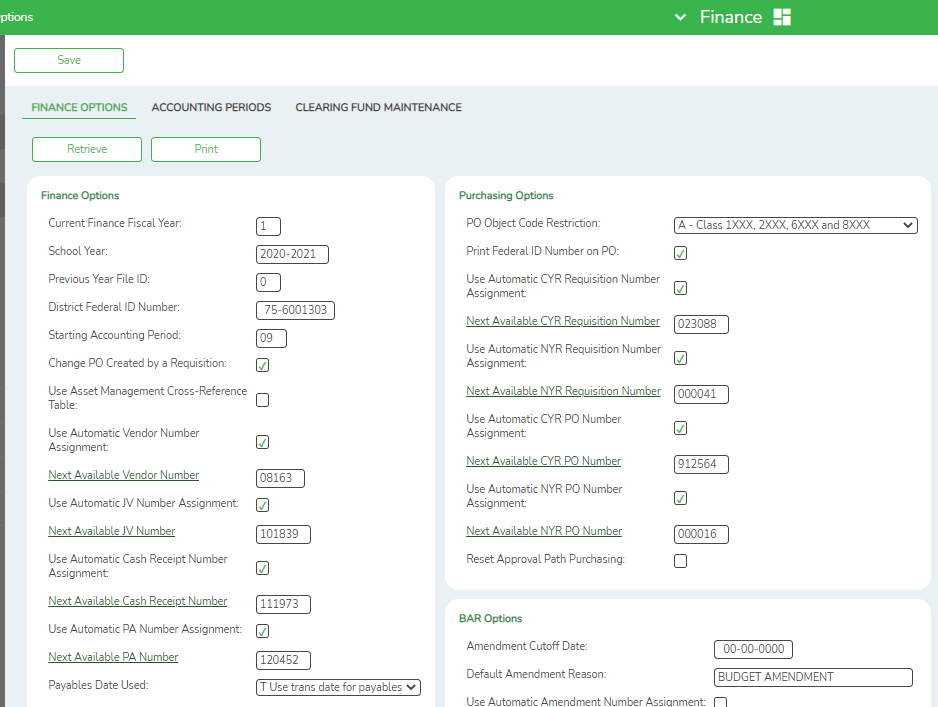 ptions
Finance
Save
FINANCE OPTIONS ACCOUNTING PERIODS CLEARING FUND MAINTENANCE
Retrieve Print
Finance Options
Current Finance Fiscal Year: 1
School Year: 2020-2021
Previous Year File ID: 0
District Federal ID Number: 75-6001303
Starting Accounting Period: 09
Change PO Created by a Requisition:
Use Asset Management Cross-Reference
Table:
Use Automatic Vendor Number
Assignment:
Next Available Vendor Number 08163
Use Automatic JV Number Assignment:
Next Available JV Number 101839
Use Automatic Cash Receipt Number
Assignment:
Next Available Cash Receipt Number 111973
Use Automatic PA Number Assignment:
Next Available PA Number 120452
Payables Date Used: T Use trans date for payables
Purchasing Options
PO Object Code Restriction: A - Class 1XXX, 2XXX, 6XXX and 8XXX
Print Federal ID Number on PO:
Use Automatic CYR Requisition Number
Assignment:
Next Available CYR Requisition Number 023088
Use Automatic NYR Requisition Number
Assignment:
Next Available NYR Requisition Number 000041
Use Automatic CYR PO Number
Assignment:
Next Available CYR PO Number 912564
Use Automatic NYR PO Number
Assignment:
Next Available NYR PO Number 000016
Reset Approval Path Purchasing:
BAR Options
Amendment Cutoff Date: 00-00-0000
Default Amendment Reason: BUDGET AMENDMENT
Use Automatic Amendment Number Assignment: